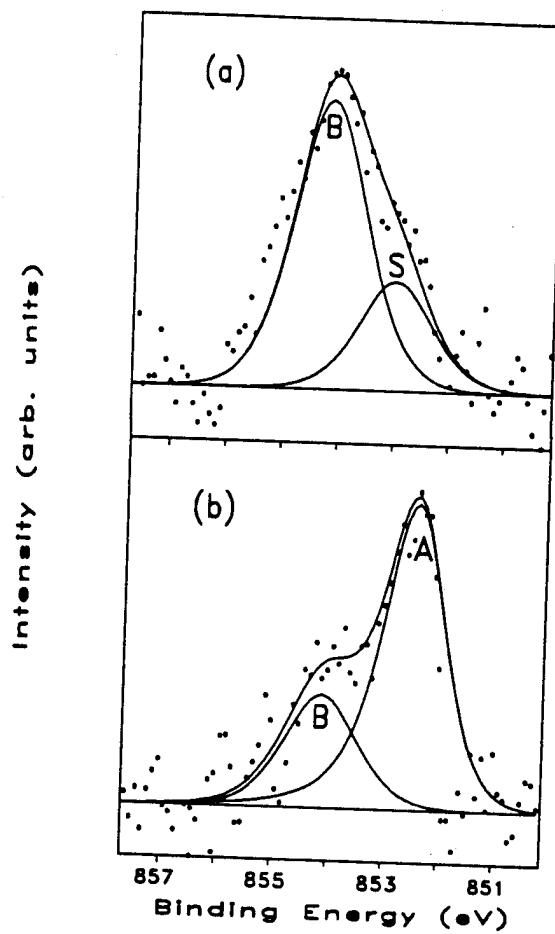 (a)
B
S
Intensity (arb. units)
(b)
A
B
857 855 853 851
Binding Energy (eV)